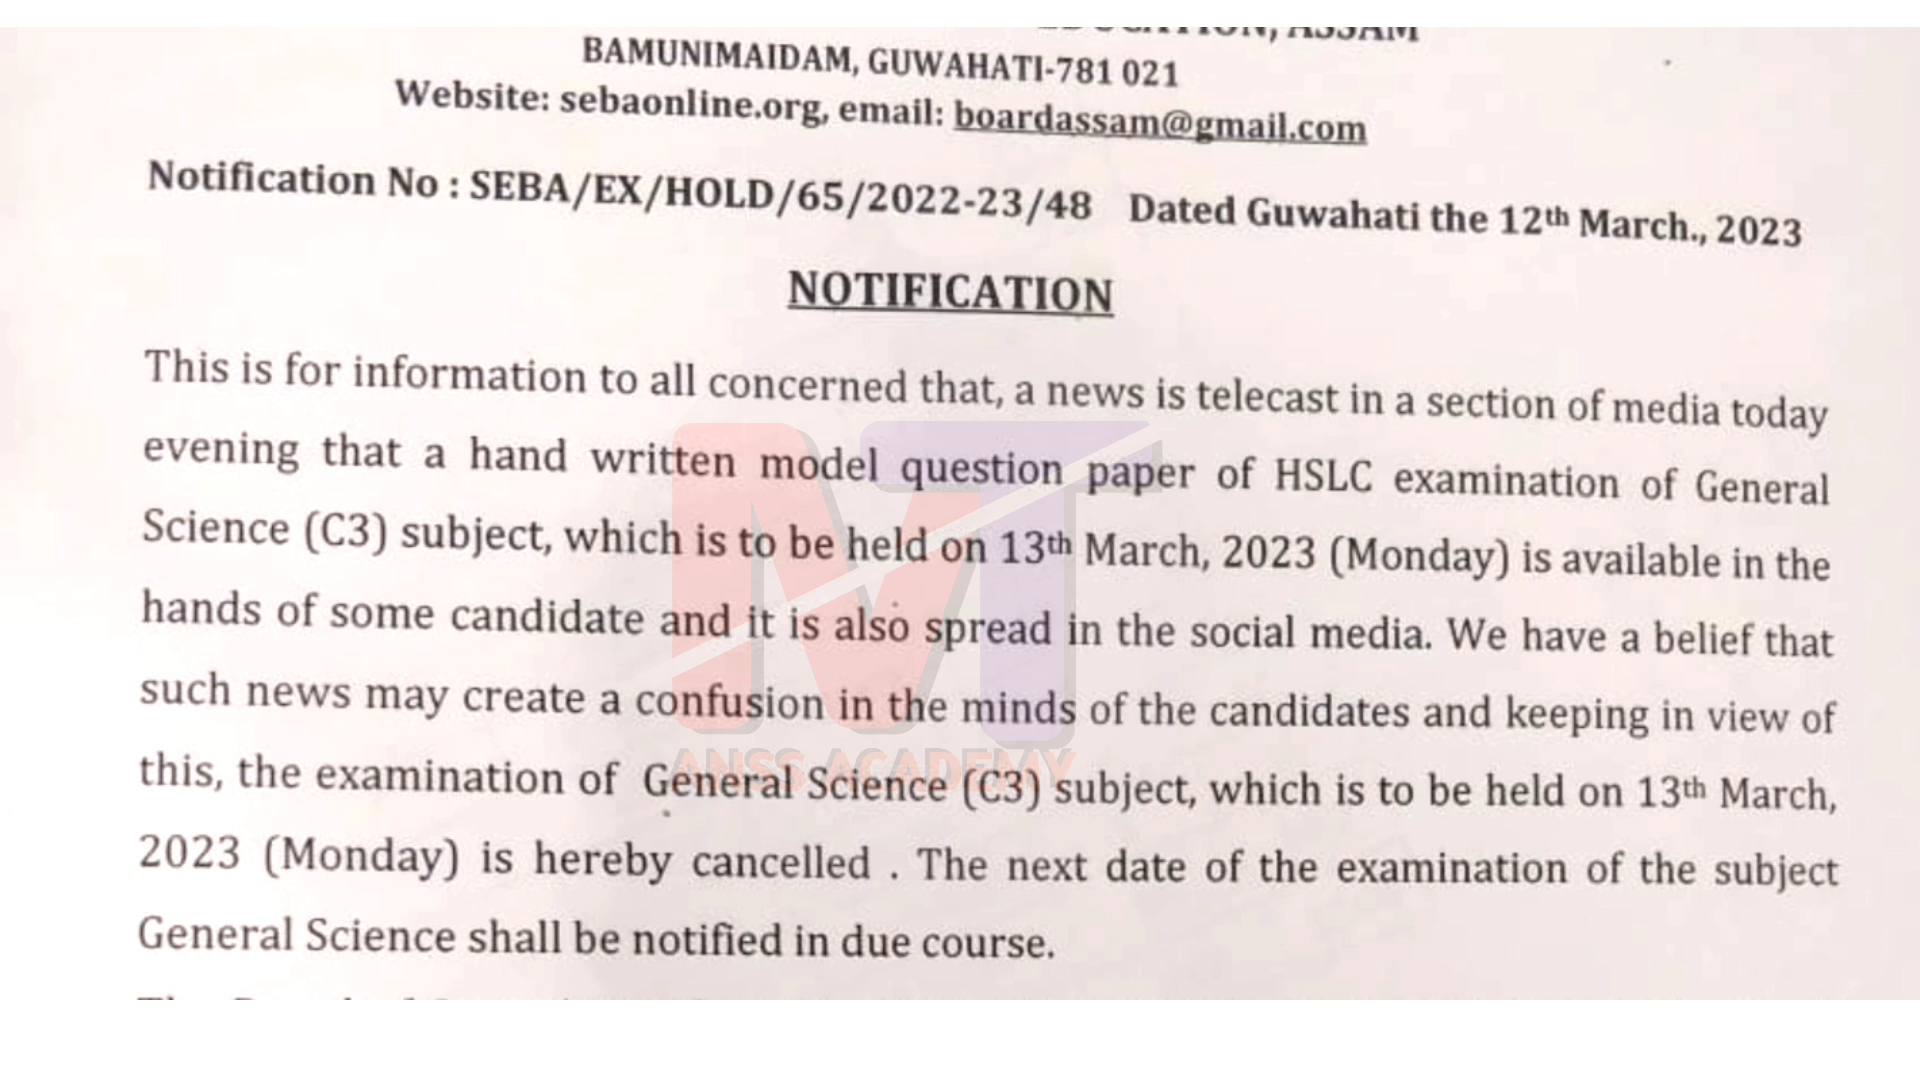 EDUCATION, ASSAM
BAMUNIMAIDAM, GUWAHATI-781 021
Website: sebaonline.org, email: boardassam@gmail.com
Notification No : SEBA/EX/HOLD/65/2022-23/48 Dated Guwahati the 12th March., 2023
NOTIFICATION
This is for information to all concerned that, a news is telecast in a section of media today
evening that a hand written model question paper of HSLC examination of General
Science (C3) subject, which is to be held on 13th March, 2023 (Monday) is available in the
hands of some candidate and it is also spread in the social media. We have a belief that
such news may create a confusion in the minds of the candidates and keeping in view of
this, the examination of General Science (C3) subject, which is to be held on 13th March,
2023 (Monday) is hereby cancelled . The next date of the examination of the subject
General Science shall be notified in due course.
ANSS ACADEMY